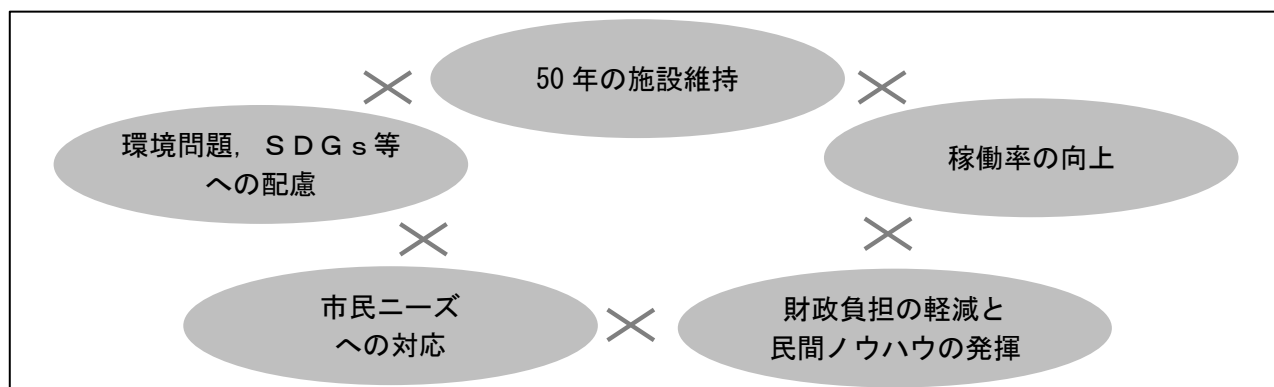 50 年の施設維持
環境問題，ＳＤＧｓ等
への配慮
稼働率の向上
市民ニーズ
への対応
財政負担の軽減と
民間ノウハウの発揮